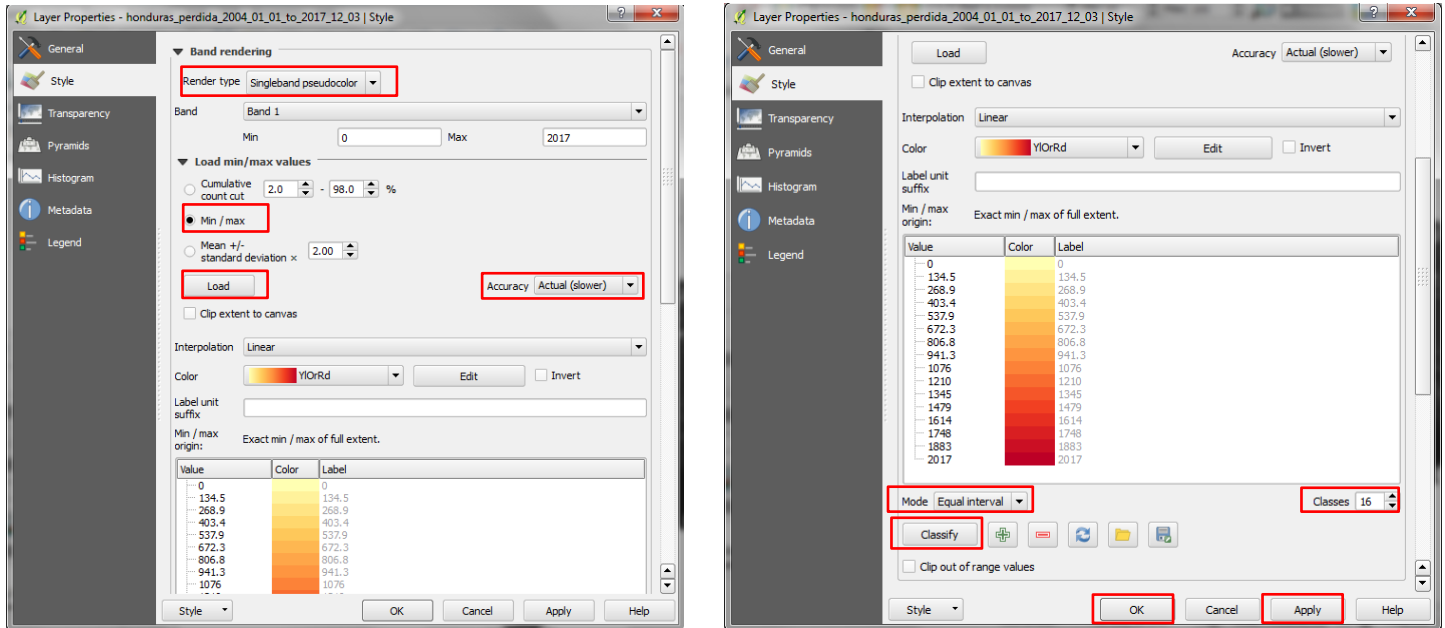 Layer Properties - honduras_perdida_2004_01_01_to_2017_12_03 | Style
General
Style
Transparency
Pyramids
Histogram
Metadata
Legend
Band rendering
Render type Singleband pseudocolor
Band Band 1
Min 0 Max 2017
Load min/max values
Cumulative
count cut 2.0 - 98.0 %
Min / max
Mean +/-
standard deviation × 2.00
Load Accuracy Actual (slower)
Clip extent to canvas
Interpolation Linear
Color YlOrRd Edit Invert
Label unit
suffix
Min / max
origin: Exact min / max of full extent.
Value Color Label
0 0
134.5 134.5
268.9 268.9
403.4 403.4
537.9 537.9
672.3 672.3
806.8 806.8
941.3 941.3
1076 1076
Style OK Cancel Apply Help
Layer Properties - honduras_perdida_2004_01_01_to_2017_12_03 | Style
General
Style
Transparency
Pyramids
Histogram
Metadata
Legend
Load Accuracy Actual (slower)
Clip extent to canvas
Interpolation Linear
Color YlOrRd Edit Invert
Label unit
suffix
Min / max
origin: Exact min / max of full extent.
Value Color Label
0 0
134.5 134.5
268.9 268.9
403.4 403.4
537.9 537.9
672.3 672.3
806.8 806.8
941.3 941.3
1076 1076
1210 1210
1345 1345
1479 1479
1614 1614
1748 1748
1883 1883
2017 2017
Mode Equal interval Classes 16
Classify
Clip out of range values
Style OK Cancel Apply Help